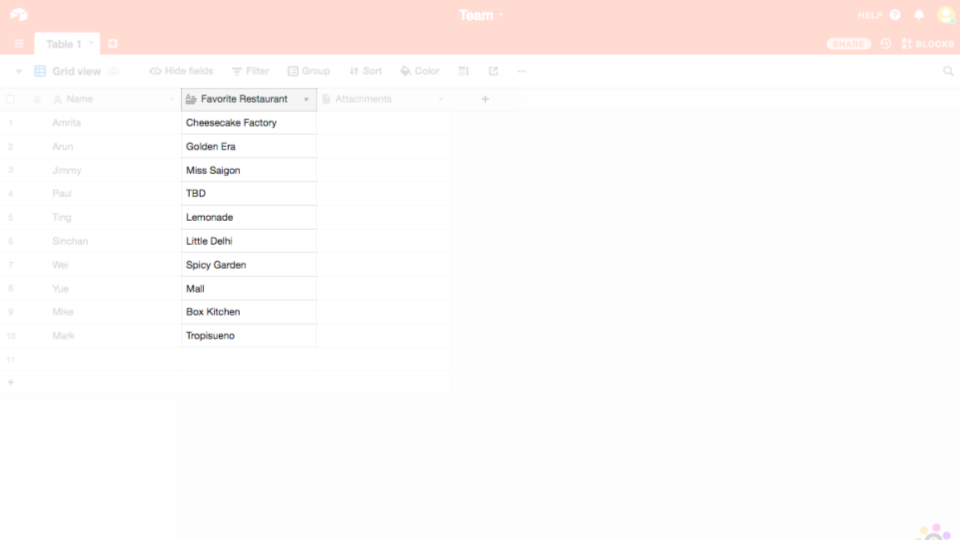 Team
HELP
Table 1
SHARE
BLOCKS
Grid view
Hide fields
Filter
Group
Sort
Color
Name
Favorite Restaurant
Attachments
1 Amrita Cheesecake Factory
2 Arun Golden Era
3 Jimmy Miss Saigon
4 Paul TBD
5 Ting Lemonade
6 Sinchan Little Delhi
7 Wei Spicy Garden
8 Yue Mall
9 Mike Box Kitchen
10 Mark Tropisueno
11